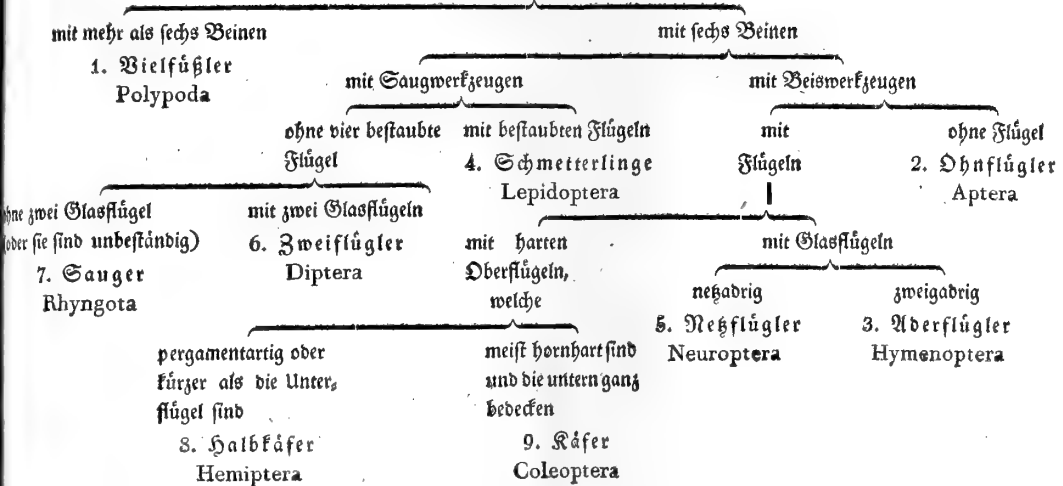 mit mehr als sechs Beinen
1. Vielfüßler
Polypoda
mit sechs Beinen
mit Saugwerkzeugen
mit Beiswerkzeugen
ohne vier bestaubte
Flügel
mit bestaubten Flügeln
4. Schmetterlinge
Lepidoptera
mit
Flügeln
ohne Flügel
2. Ohnflügler
Aptera
ohne zwei Glasflügel
(oder sie sind unbeständig)
7. Sauger
Rhyngota
mit zwei Glasflügeln
6. Zweiflügler
Diptera
mit harten
Oberflügeln,
welche
mit Glasflügeln
netzadrig
5. Netzflügler
Neuroptera
zweigadrig
3. Aderflügler
Hymenoptera
pergamentartig oder
kürzer als die Unter-
flügel sind
8. Halbkäfer
Hemiptera
meist hornhart sind
und die untern ganz
bedecken
9. Käfer
Coleoptera